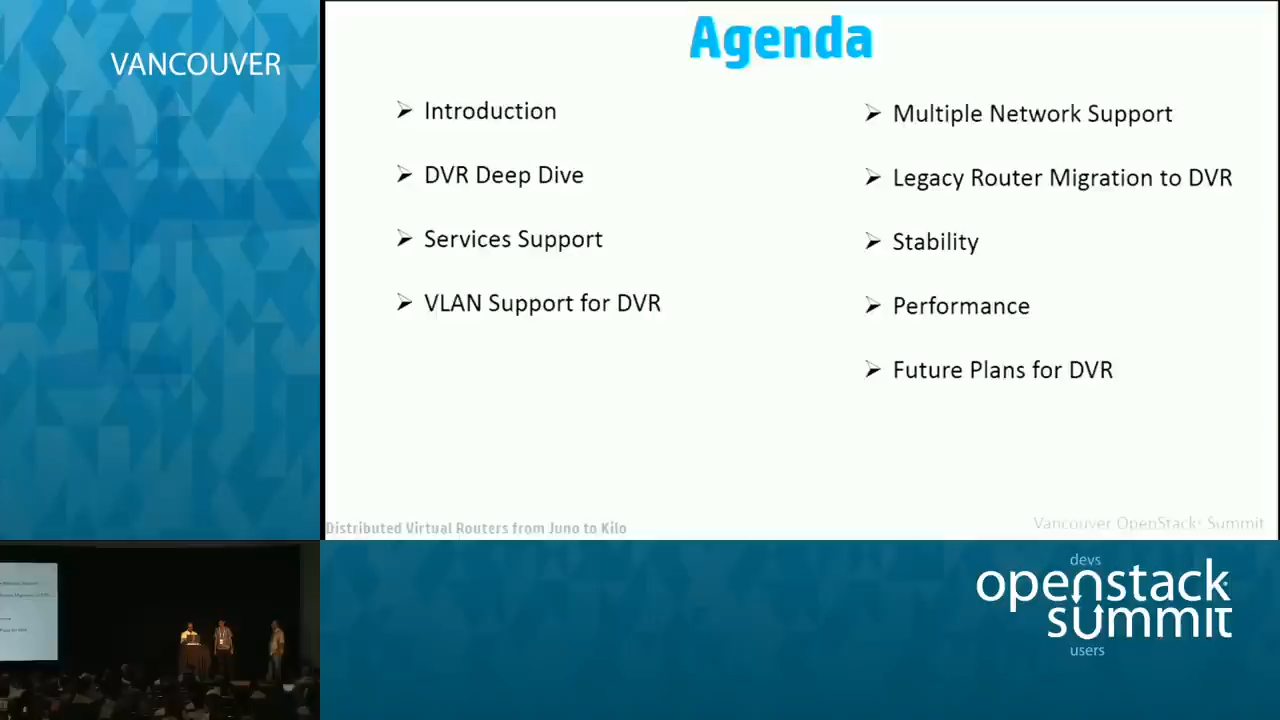 VANCOUVER
Agenda
Introduction
DVR Deep Dive
Services Support
VLAN Support for DVR
Multiple Network Support
Legacy Router Migration to DVR
Stability
Performance
Future Plans for DVR
Distributed Virtual Routers from Juno to Kilo
Vancouver OpenStack Summit
devs
openstack
summit
users